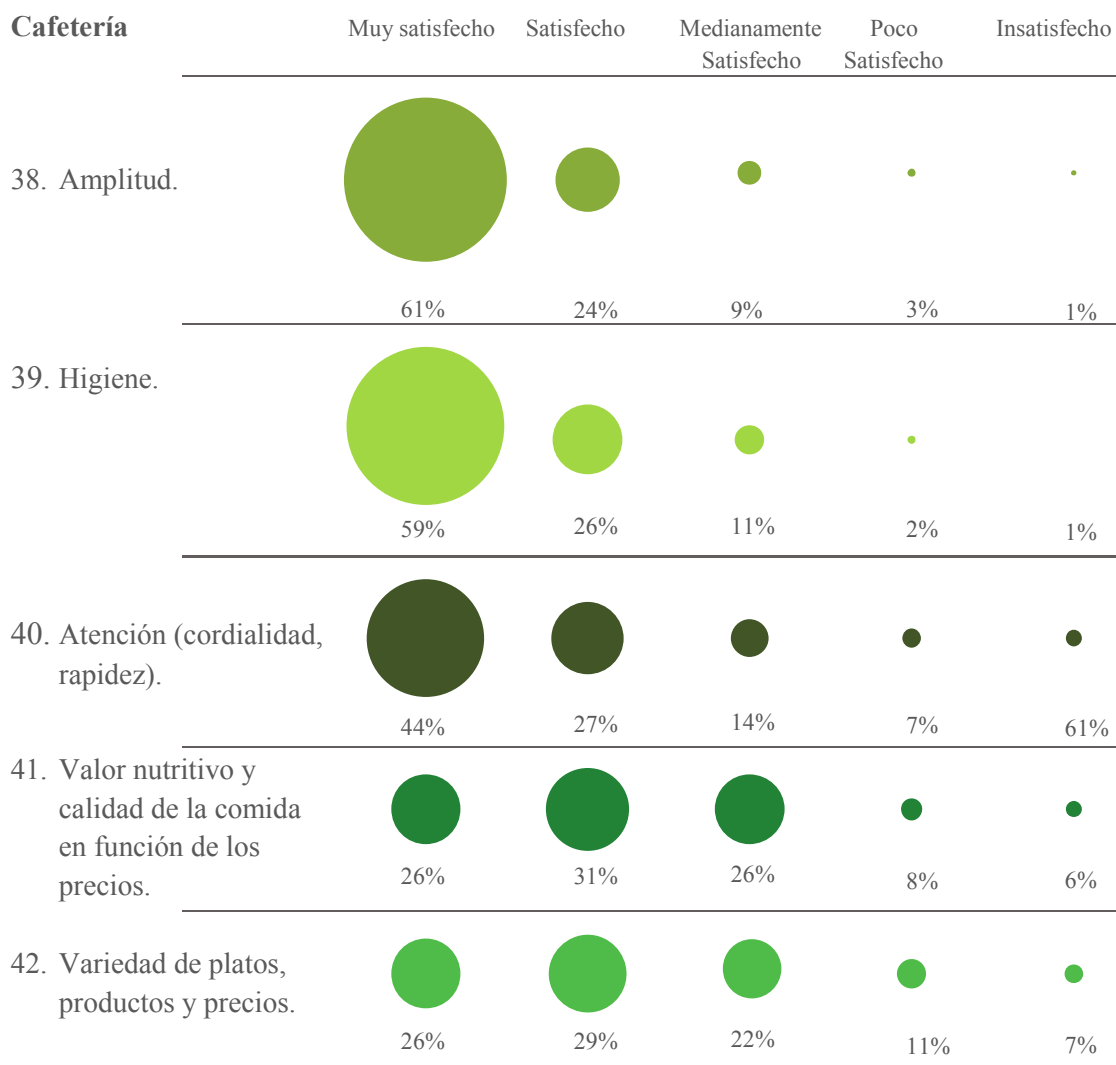 Cafetería
Muy satisfecho
Satisfecho
Medianamente
Satisfecho
Poco
Satisfecho
Insatisfecho
38. Amplitud.
61%
24%
9%
3%
1%
39. Higiene.
59%
26%
11%
2%
1%
40. Atención (cordialidad,
rapidez).
44%
27%
14%
7%
61%
41. Valor nutritivo y
calidad de la comida
en función de los
precios.
26%
31%
26%
8%
6%
42. Variedad de platos,
productos y precios.
26%
29%
22%
11%
7%